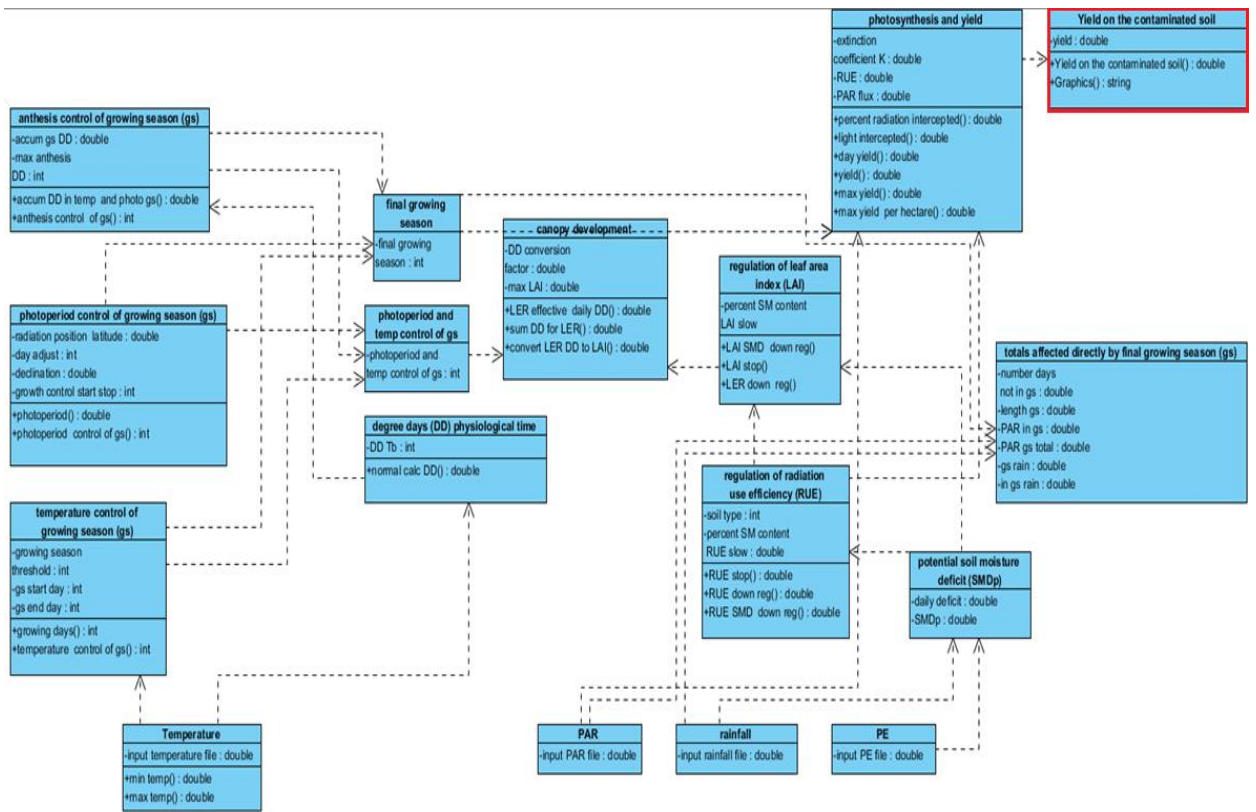 photosynthesis and yield
-extinction
coefficient K : double
-RUE : double
-PAR flux : double
+percent radiation intercepted() : double
+light intercepted() : double
+day yield() : double
+yield() : double
+max yield() : double
+max yield per hectare() : double
Yield on the contaminated soil
-yield : double
+Yield on the contaminated soil() : double
+Graphics() : string
anthesis control of growing season (gs)
-accum gs DD : double
-max anthesis
DD : int
+accum DD in temp and photo gs() : double
+anthesis control of gs() : int
final growing
season
-final growing
season : int
canopy development
-DD conversion
factor : double
-max LAI : double
+LER effective daily DD() : double
+sum DD for LER() : double
+convert LER DD to LAI() : double
regulation of leaf area
index (LAI)
-percent SM content
LAI slow
+LAI SMD down reg()
+LAI stop()
+LER down reg()
photoperiod control of growing season (gs)
-radiation position latitude : double
-day adjust : int
-declination : double
-growth control start stop : int
+photoperiod() : double
+photoperiod control of gs() : int
photoperiod and
temp control of gs
-photoperiod and
temp control of gs : int
totals affected directly by final growing season (gs)
-number days
not in gs : double
-length gs : double
-PAR in gs : double
-PAR gs total : double
-gs rain : double
-in gs rain : double
degree days (DD) physiological time
-DD Tb : int
+normal calc DD() : double
regulation of radiation
use efficiency (RUE)
-soil type : int
-percent SM content
RUE slow : double
+RUE stop() : double
+RUE down reg() : double
+RUE SMD down reg() : double
temperature control of
growing season (gs)
-growing season
threshold : int
-gs start day : int
-gs end day : int
+growing days() : int
+temperature control of gs() : int
potential soil moisture
deficit (SMDp)
-daily deficit : double
-SMDp : double
Temperature
-input temperature file : double
+min temp() : double
+max temp() : double
PAR
-input PAR file : double
rainfall
-input rainfall file : double
PE
-input PE file : double